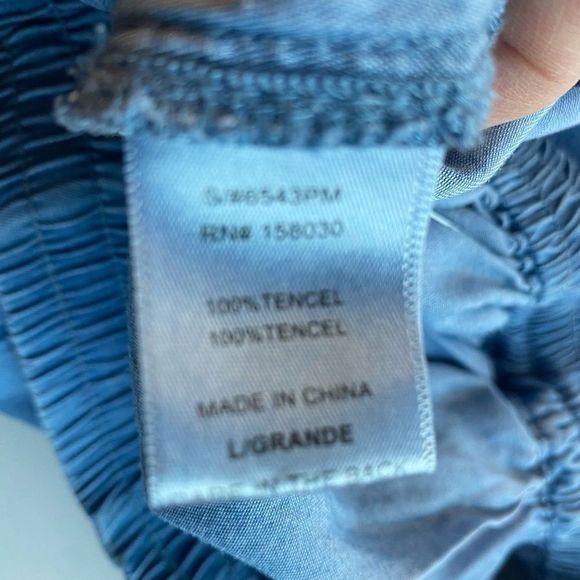 S/#6543PM
RN# 158030
100%TENCEL
100%TENCEL
MADE IN CHINA
L/GRANDE